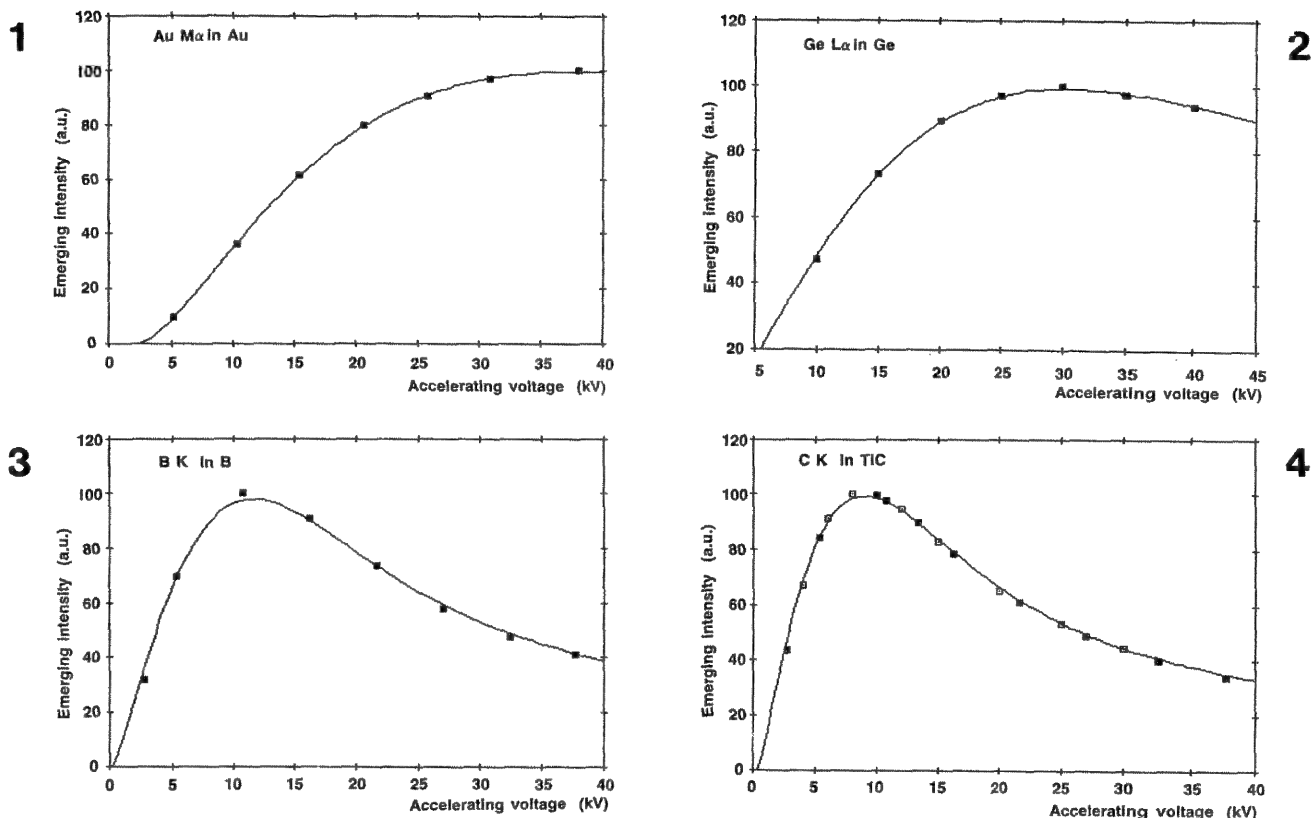 1
Au Mα in Au
Emerging intensity (a.u.)
120
100
80
60
40
20
0
0 5 10 15 20 25 30 35 40
Accelerating voltage (kV)
2
Ge Lα in Ge
Emerging intensity (a.u.)
120
100
80
60
40
20
5 10 15 20 25 30 35 40 45
Accelerating voltage (kV)
3
B K in B
Emerging intensity (a.u.)
120
100
80
60
40
20
0
0 5 10 15 20 25 30 35 40
Accelerating voltage (kV)
4
C K in TiC
Emerging intensity (a.u.)
120
100
80
60
40
20
0
0 5 10 15 20 25 30 35 40
Accelerating voltage (kV)